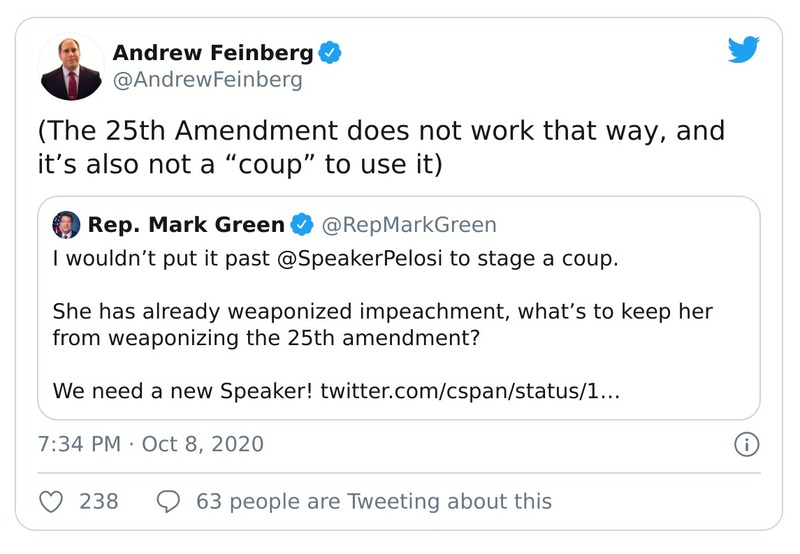 Andrew Feinberg
@AndrewFeinberg
(The 25th Amendment does not work that way, and
it’s also not a “coup” to use it)
Rep. Mark Green @RepMarkGreen
I wouldn’t put it past @SpeakerPelosi to stage a coup.
She has already weaponized impeachment, what’s to keep her
from weaponizing the 25th amendment?
We need a new Speaker! twitter.com/cspan/status/1…
7:34 PM · Oct 8, 2020
238 63 people are Tweeting about this